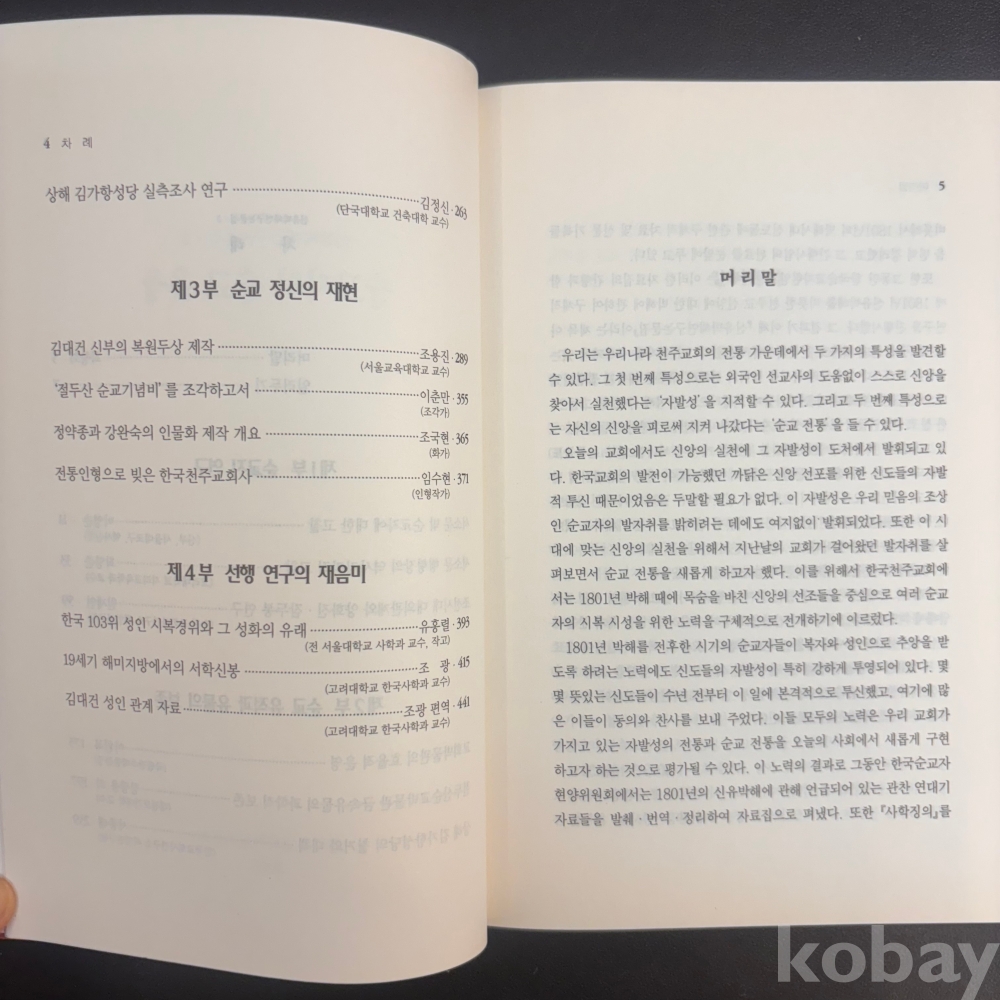 4 차 례
상해 김가항성당 실측조사 연구 ········ 김정신·263
(단국대학교 건축대학 교수)
제3부 순교 정신의 재현
김대건 신부의 복원두상 제작 ········ 조용진·289
(서울교육대학교 교수)
'절두산 순교기념비'를 조각하고서 ········ 이춘만·355
(조각가)
정약종과 강완숙의 인물화 제작 개요 ········ 조국현·365
(화가)
전통인형으로 빚은 한국천주교회사 ········ 임수현·371
(인형작가)
제4부 선행 연구의 재음미
한국 103위 성인 시복경위와 그 성화의 유래 ········ 유홍렬·393
(전 서울대학교 사학과 교수, 작고)
19세기 해미지방에서의 서학신봉 ········ 조 광·415
(고려대학교 한국사학과 교수)
김대건 성인 관계 자료 ········ 조광 편역·441
(고려대학교 한국사학과 교수)
5
머리말
우리는 우리나라 천주교회의 전통 가운데에서 두 가지의 특성을 발견할
수 있다. 그 첫 번째 특성으로는 외국인 선교사의 도움없이 스스로 신앙을
찾아서 실천했다는 '자발성'을 지적할 수 있다. 그리고 두 번째 특성으로
는 자신의 신앙을 피로써 지켜 나갔다는 '순교 전통'을 들 수 있다.
오늘의 교회에서도 신앙의 실천에 그 자발성이 도처에서 발휘되고 있
다. 한국교회의 발전이 가능했던 까닭은 신앙 선포를 위한 신도들의 자발
적 투신 때문이었음은 두말할 필요가 없다. 이 자발성은 우리 믿음의 조상
인 순교자의 발자취를 밝히려는 데에도 여지없이 발휘되었다. 또한 이 시
대에 맞는 신앙의 실천을 위해서 지난날의 교회가 걸어왔던 발자취를 살
펴보면서 순교 전통을 새롭게 하고자 했다. 이를 위해서 한국천주교회에
서는 1801년 박해 때에 목숨을 바친 신앙의 선조들을 중심으로 여러 순교
자의 시복 시성을 위한 노력을 구체적으로 전개하기에 이르렀다.
1801년 박해를 전후한 시기의 순교자들이 복자와 성인으로 추앙을 받
도록 하려는 노력에도 신도들의 자발성이 특히 강하게 투영되어 있다. 몇
몇 뜻있는 신도들이 수년 전부터 이 일에 본격적으로 투신했고, 여기에 많
은 이들이 동의와 찬사를 보내 주었다. 이들 모두의 노력은 우리 교회가
가지고 있는 자발성의 전통과 순교 전통을 오늘의 사회에서 새롭게 구현
하고자 하는 것으로 평가될 수 있다. 이 노력의 결과로 그동안 한국순교자
현양위원회에서는 1801년의 신유박해에 관해 언급되어 있는 관찬 연대기
자료들을 발췌·번역·정리하여 자료집으로 펴냈다. 또한 『사학징의』를
kobay